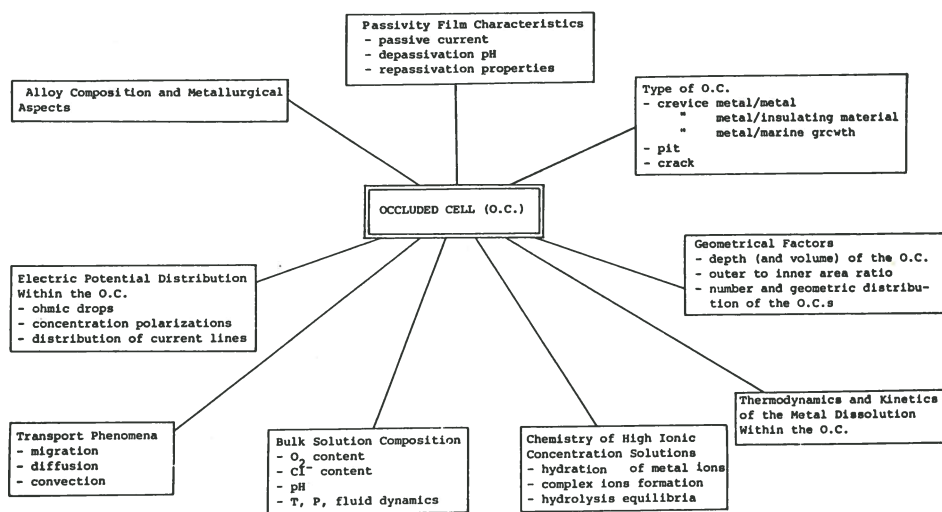 Passivity Film Characteristics
- passive current
- depassivation pH
- repassivation properties
Alloy Composition and Metallurgical
Aspects
Type of O.C.
- crevice metal/metal
" metal/insulating material
" metal/marine growth
- pit
- crack
OCCLUDED CELL (O.C.)
Geometrical Factors
- depth (and volume) of the O.C.
- outer to inner area ratio
- number and geometric distribu-
tion of the O.C.s
Electric Potential Distribution
Within the O.C.
- ohmic drops
- concentration polarizations
- distribution of current lines
Thermodynamics and Kinetics
of the Metal Dissolution
Within the O.C.
Transport Phenomena
- migration
- diffusion
- convection
Bulk Solution Composition
- O2 content
- Cl- content
- pH
- T, P, fluid dynamics
Chemistry of High Ionic
Concentration Solutions
- hydration of metal ions
- complex ions formation
- hydrolysis equilibria